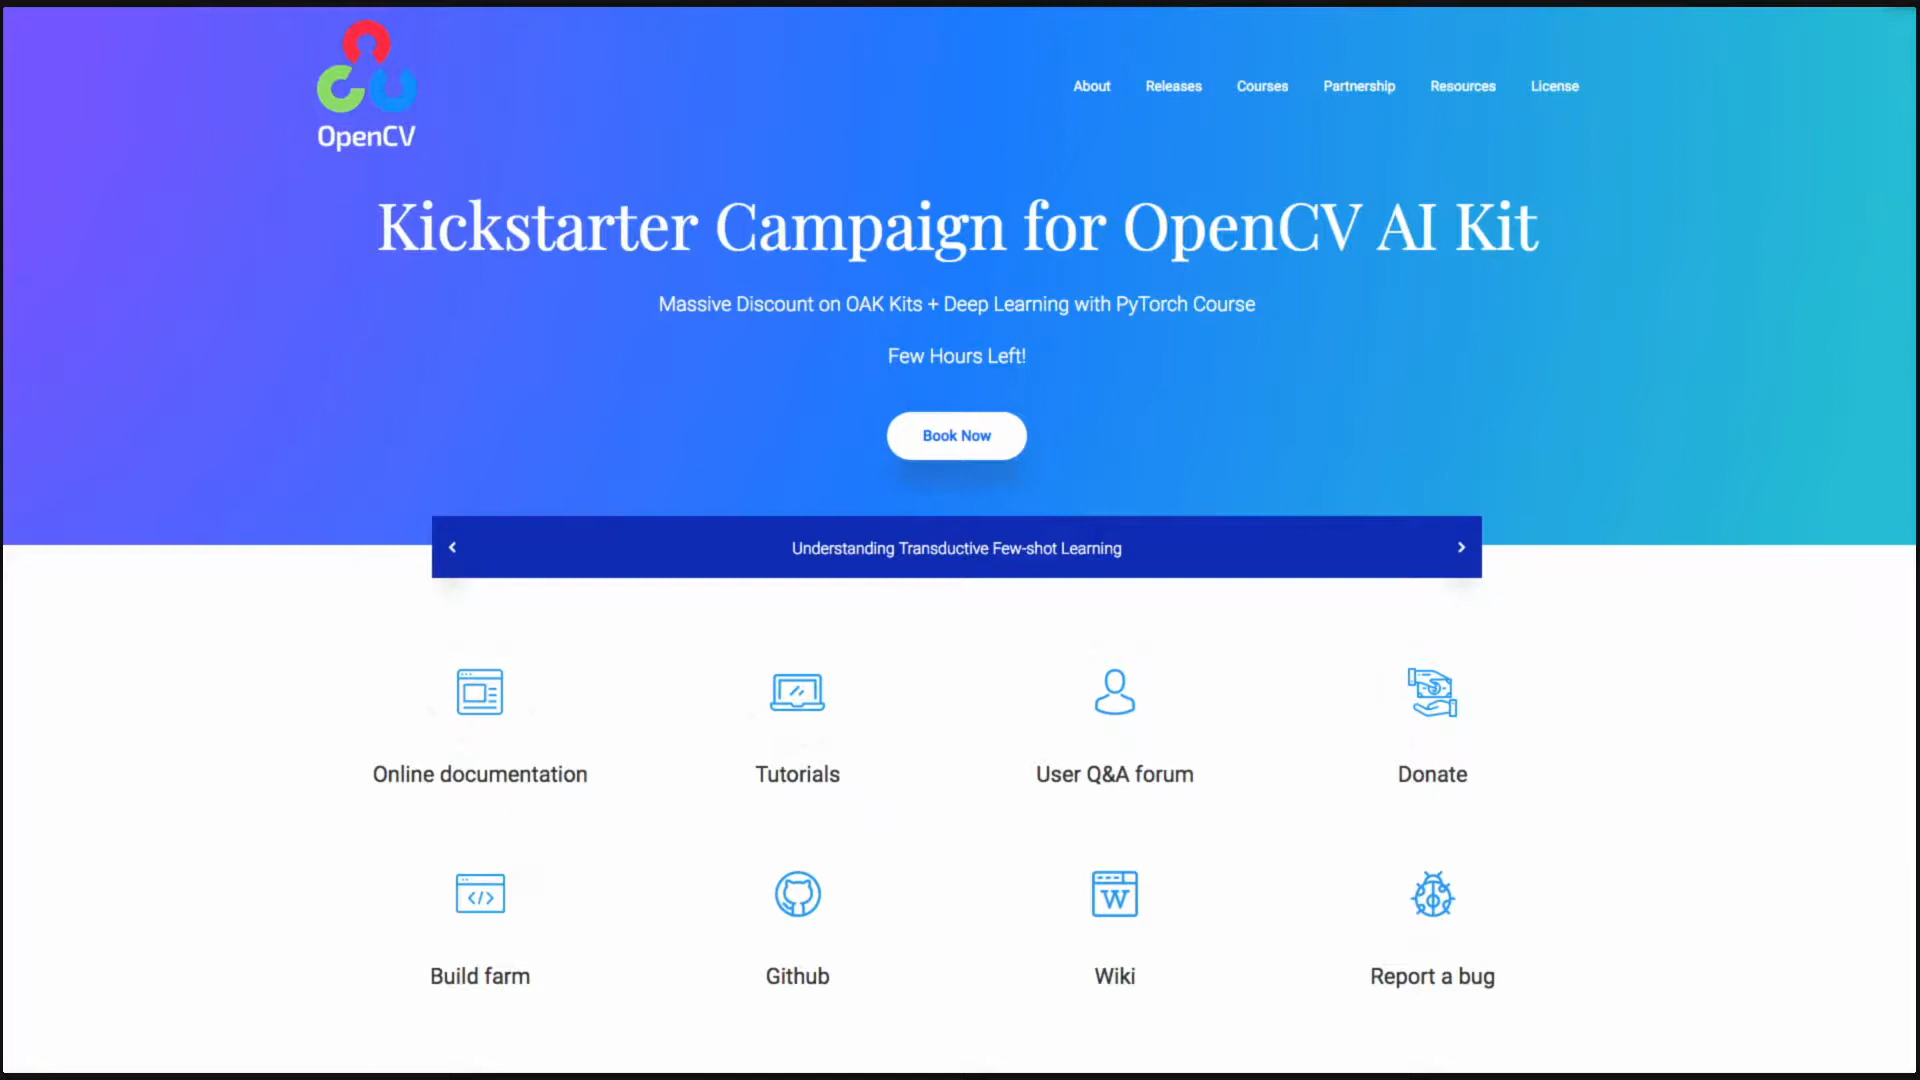 OpenCV
About
Releases
Courses
Partnership
Resources
License
Kickstarter Campaign for OpenCV AI Kit
Massive Discount on OAK Kits + Deep Learning with PyTorch Course
Few Hours Left!
Book Now
Understanding Transductive Few-shot Learning
Online documentation
Tutorials
User Q&A forum
Donate
W
Build farm
Github
Wiki
Report a bug